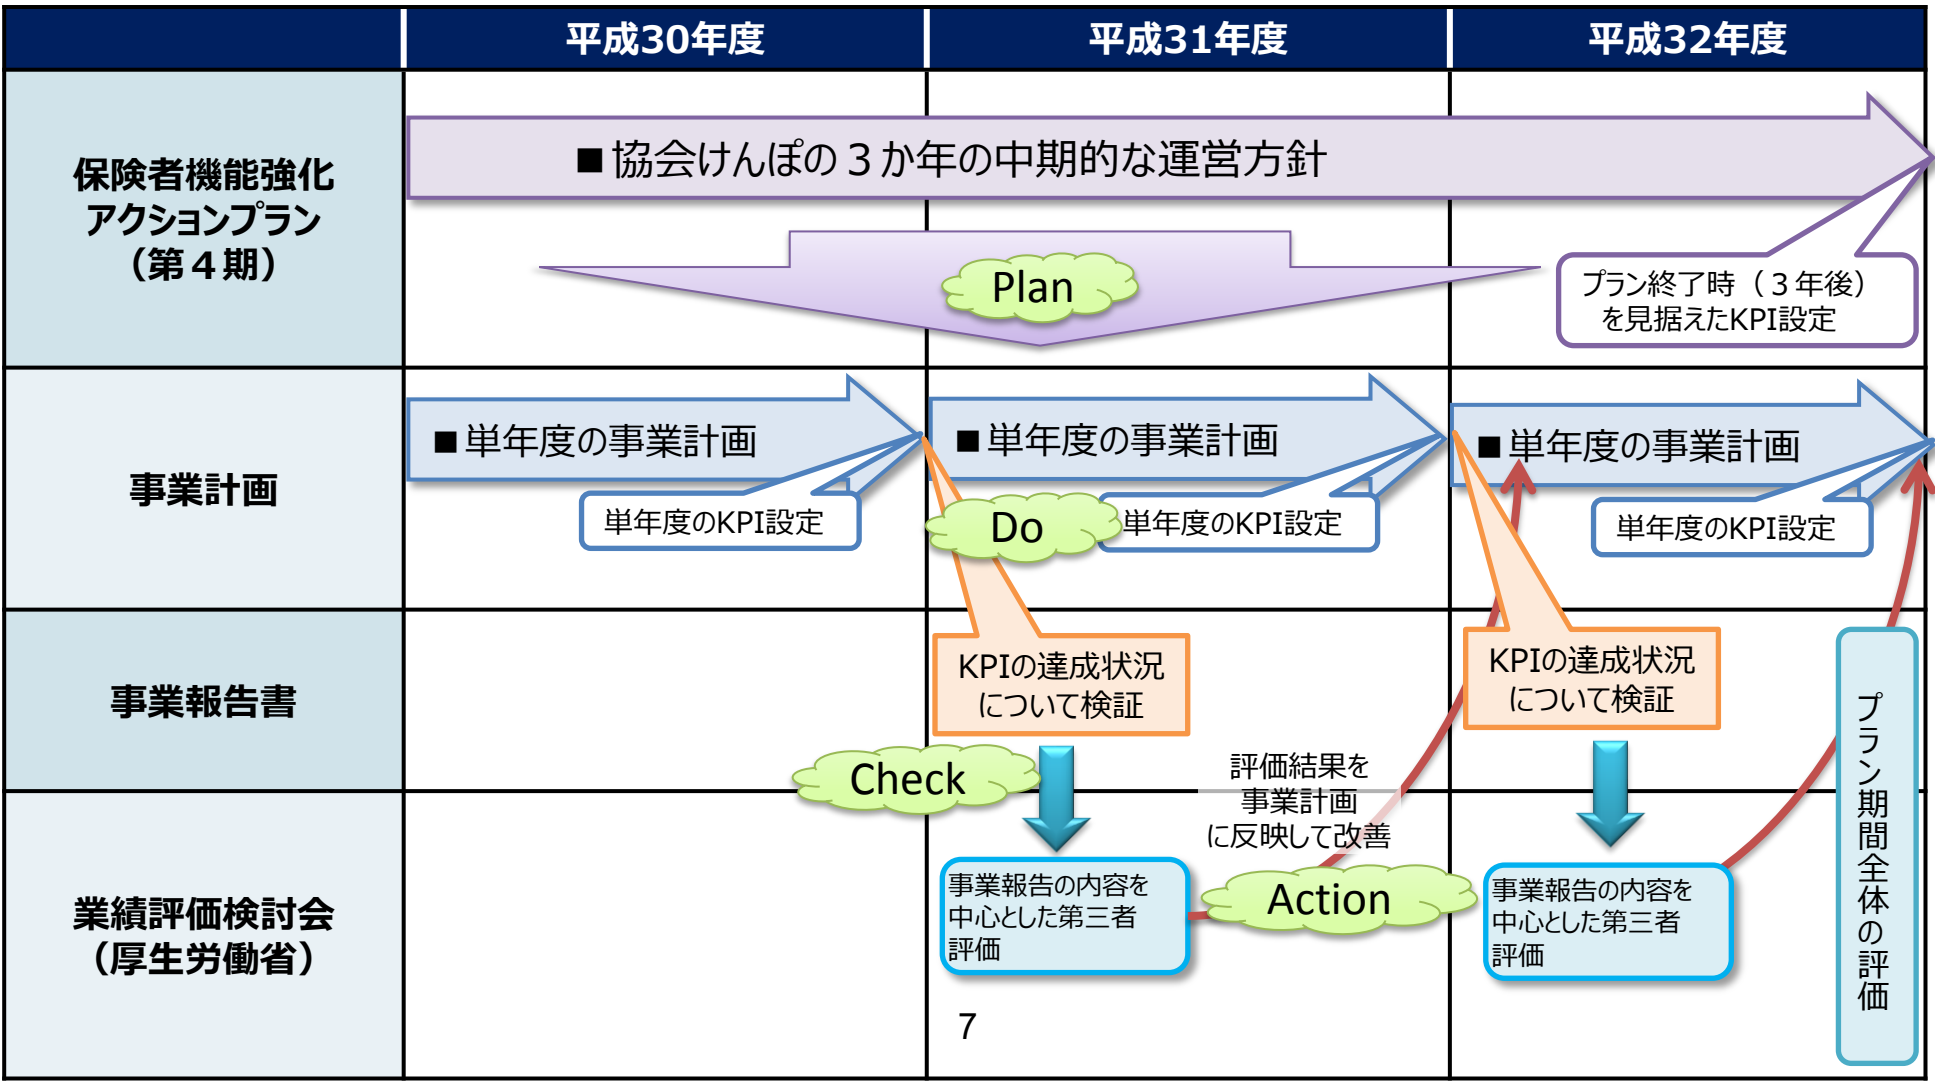 平成30年度
平成31年度
平成32年度
保険者機能強化
アクションプラン
（第４期）
■協会けんぽの３か年の中期的な運営方針
Plan
プラン終了時（３年後）
を見据えたKPI設定
事業計画
■単年度の事業計画
単年度のKPI設定
■単年度の事業計画
Do
単年度のKPI設定
■単年度の事業計画
単年度のKPI設定
事業報告書
KPIの達成状況
について検証
KPIの達成状況
について検証
Check
評価結果を
事業計画
に反映して改善
Action
業績評価検討会
（厚生労働省）
事業報告の内容を
中心とした第三者
評価
事業報告の内容を
中心とした第三者
評価
プラン期間全体の評価
7